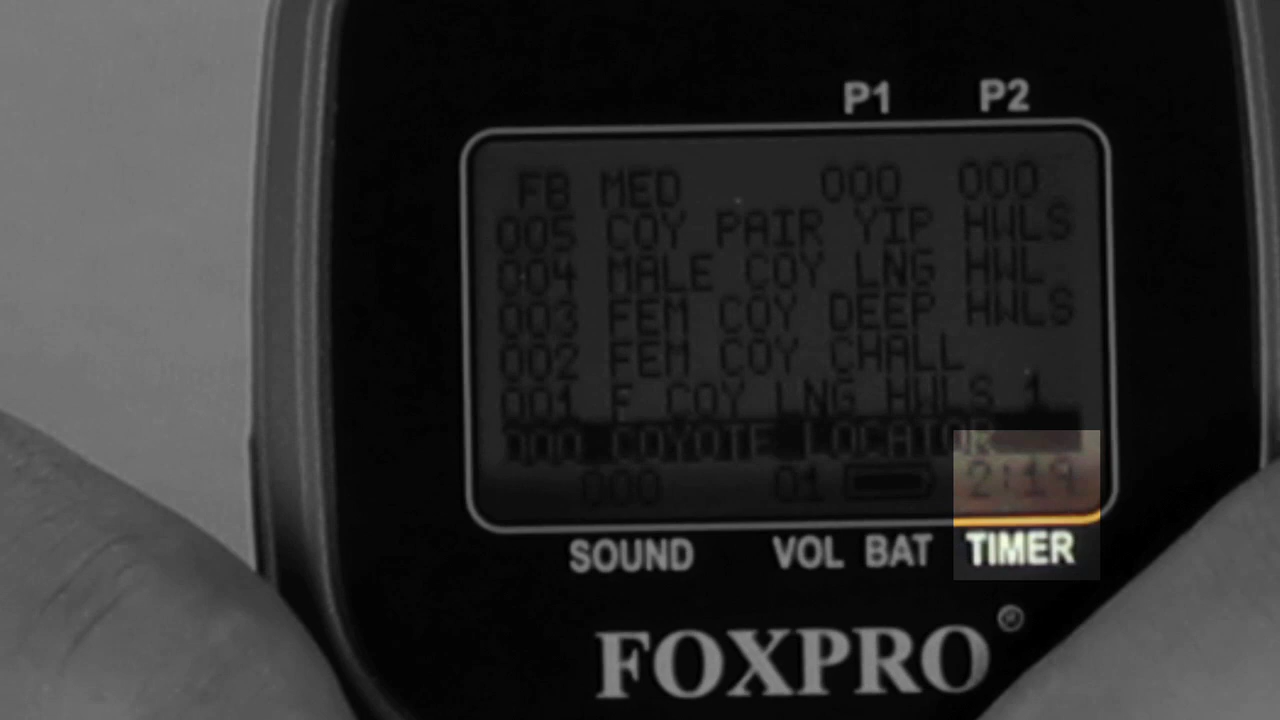 P1 P2
FB MED 000 000
005 COY PAIR YIP HWLS
004 MALE COY LNG HWL
003 FEM COY DEEP HWLS
002 FEM COY CHALL
001 F COY LNG HWLS 1
000 COYOTE LOCATOR
000 01 2:19
SOUND VOL BAT TIMER
FOXPRO®